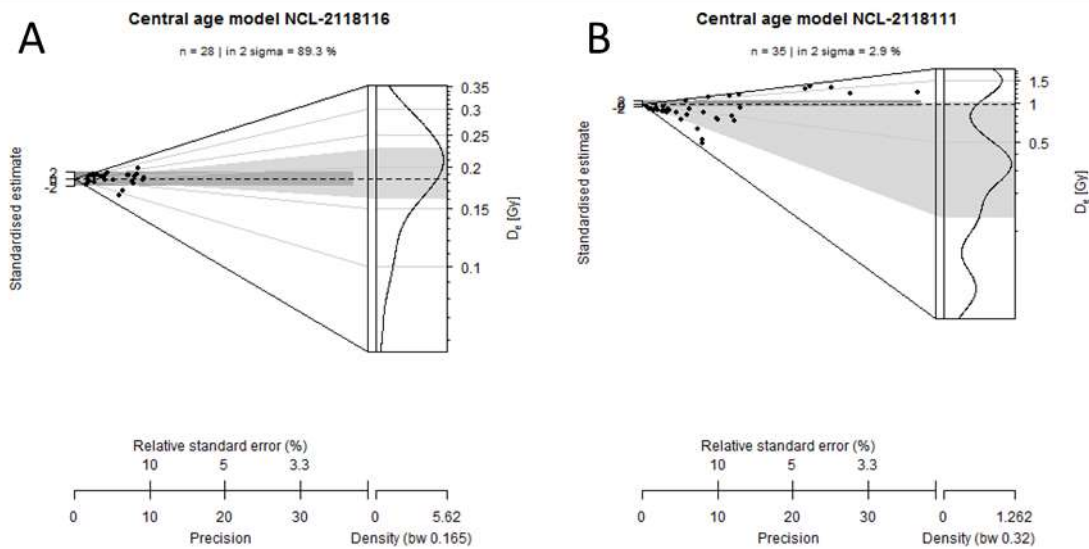 A
Central age model NCL-2118116
n = 28 | in 2 sigma = 89.3 %
Standardised estimate
2
-2
0.35
0.3
0.25
0.2
0.15
0.1
De [Gy]
Relative standard error (%)
10 5 3.3
0 10 20 30
Precision
0 5.62
Density (bw 0.165)
B
Central age model NCL-2118111
n = 35 | in 2 sigma = 2.9 %
Standardised estimate
1.5
1
0.5
De [Gy]
Relative standard error (%)
10 5 3.3
0 10 20 30
Precision
0 1.262
Density (bw 0.32)